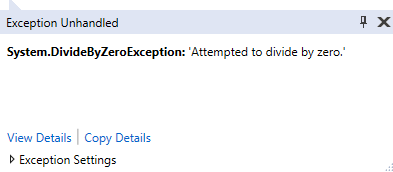 Exception Unhandled
System.DivideByZeroException: 'Attempted to divide by zero.'
View Details | Copy Details
Exception Settings